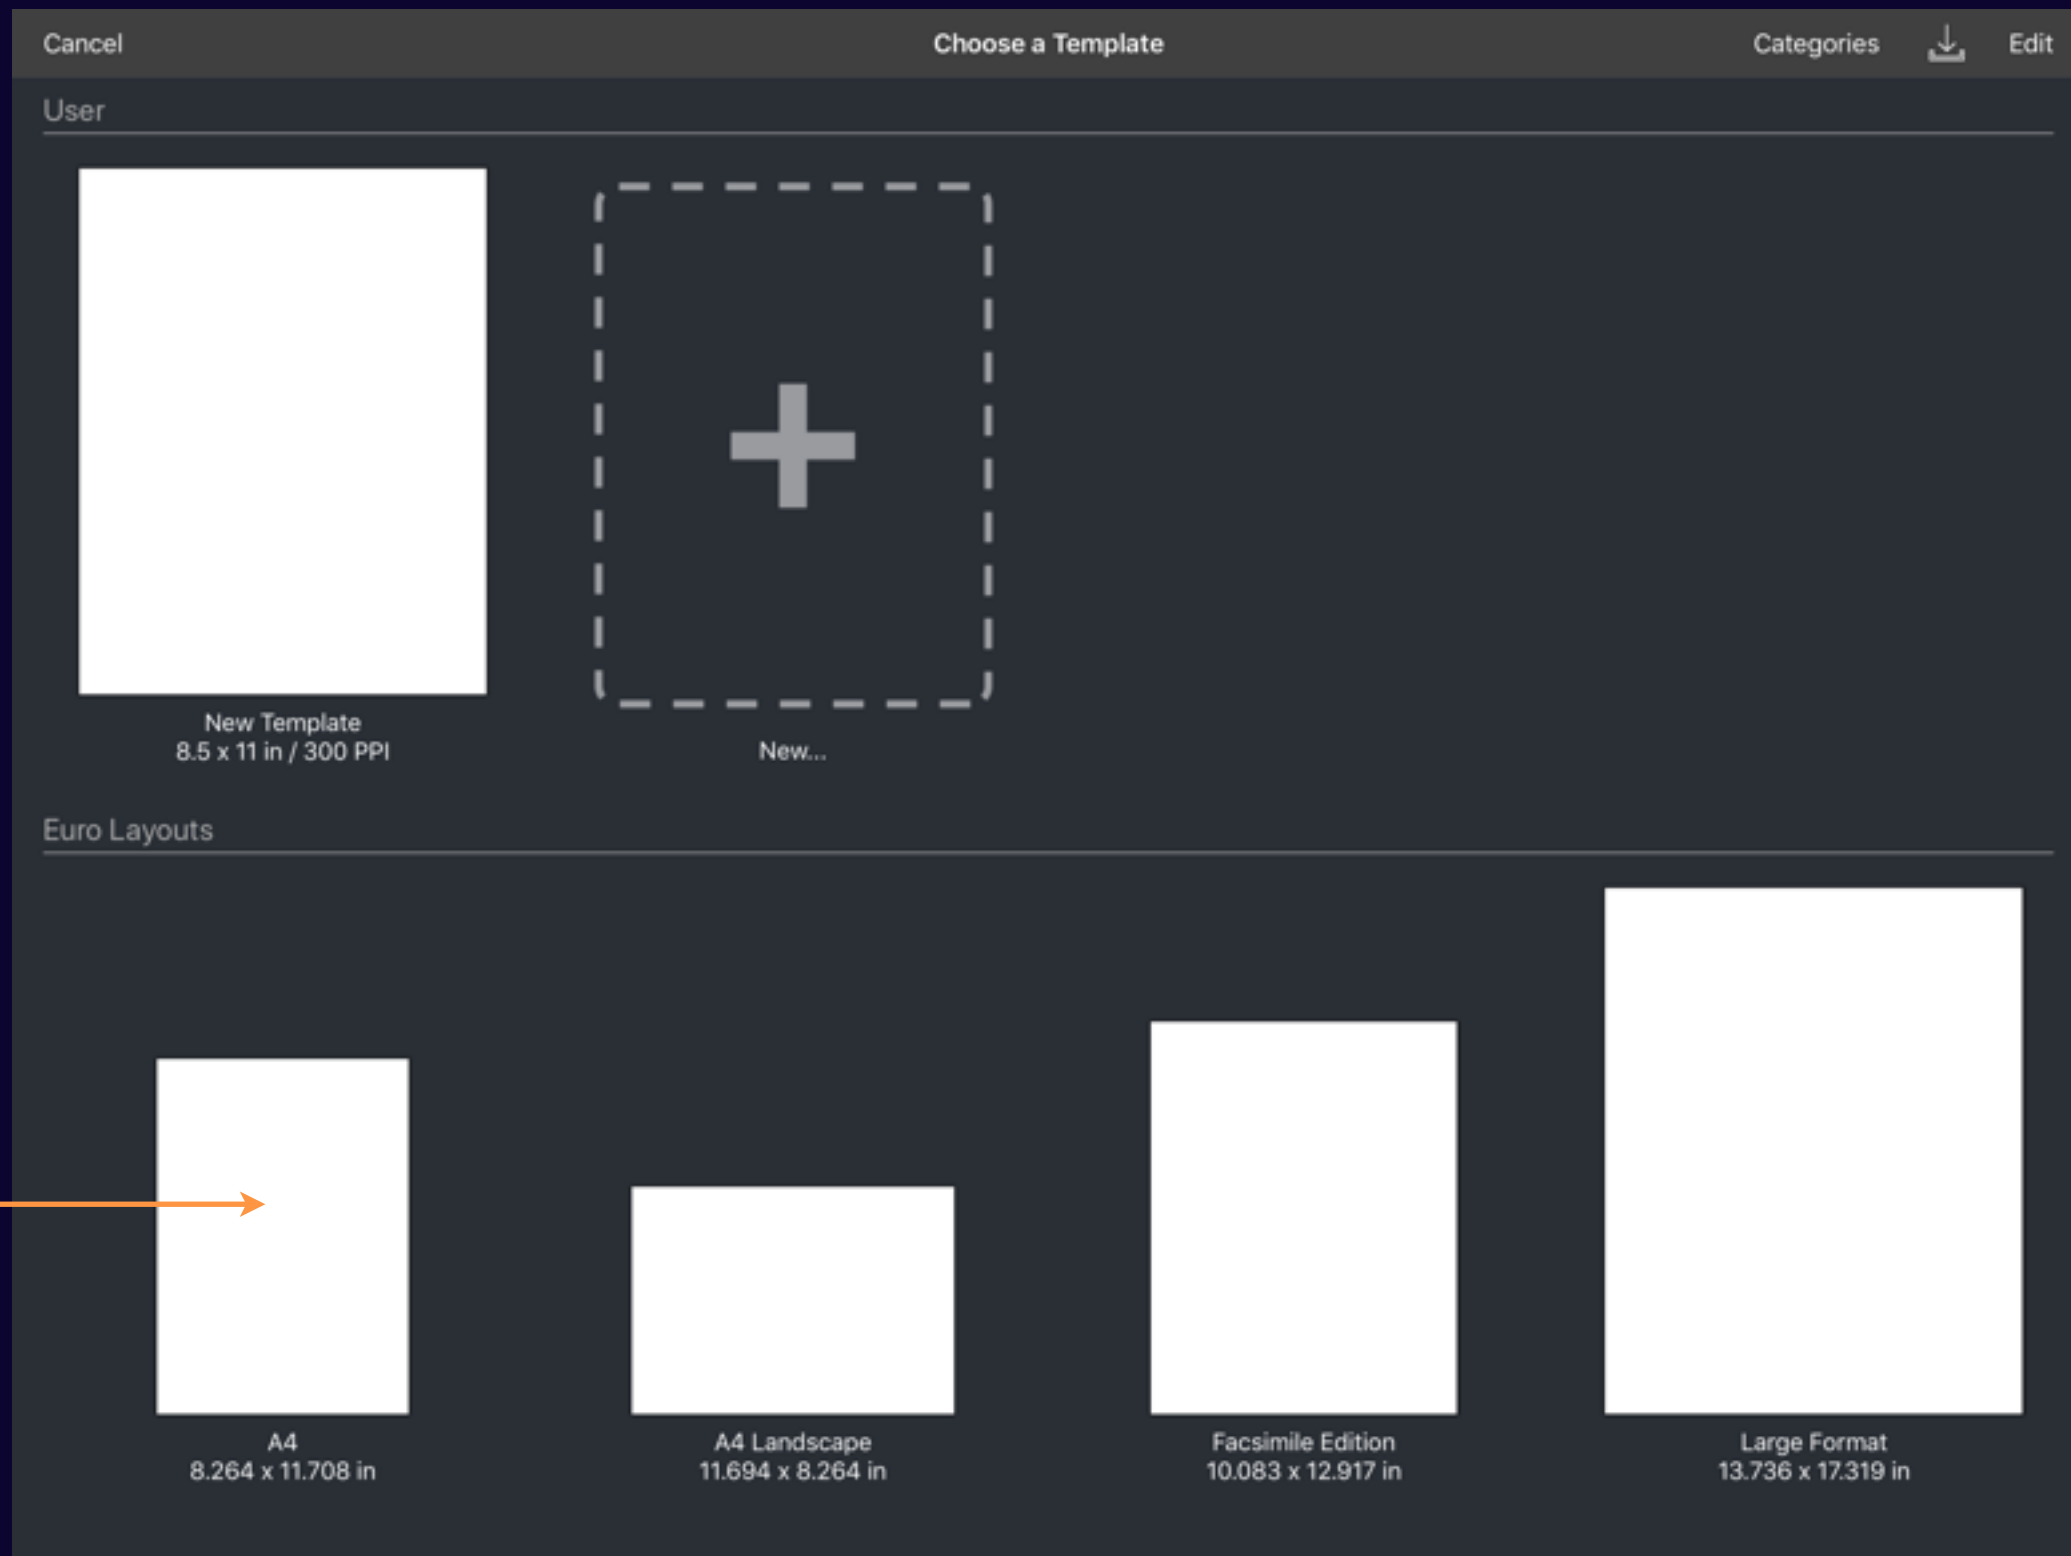 Cancel
Choose a Template
Categories
Edit
User
New Template
8.5 x 11 in / 300 PPI
New...
Euro Layouts
A4
8.264 x 11.708 in
A4 Landscape
11.694 x 8.264 in
Facsimile Edition
10.083 x 12.917 in
Large Format
13.736 x 17.319 in